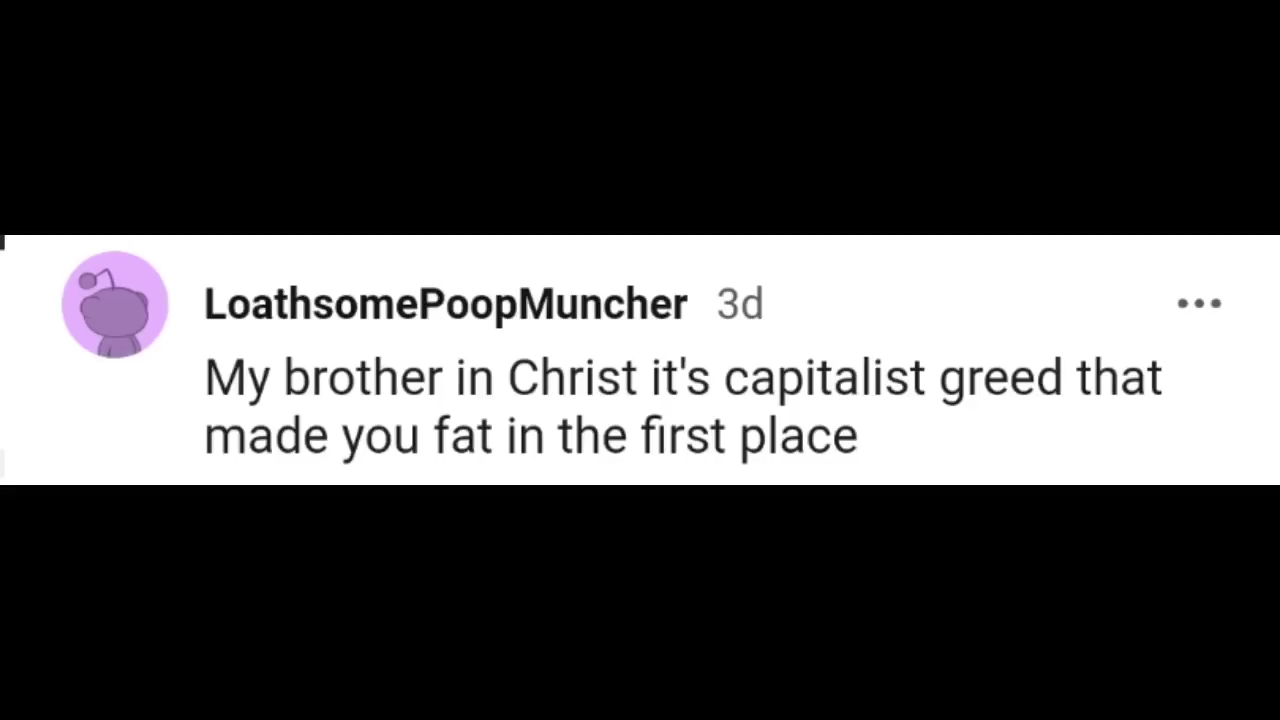 LoathsomePoopMuncher 3d
My brother in Christ it's capitalist greed that
made you fat in the first place